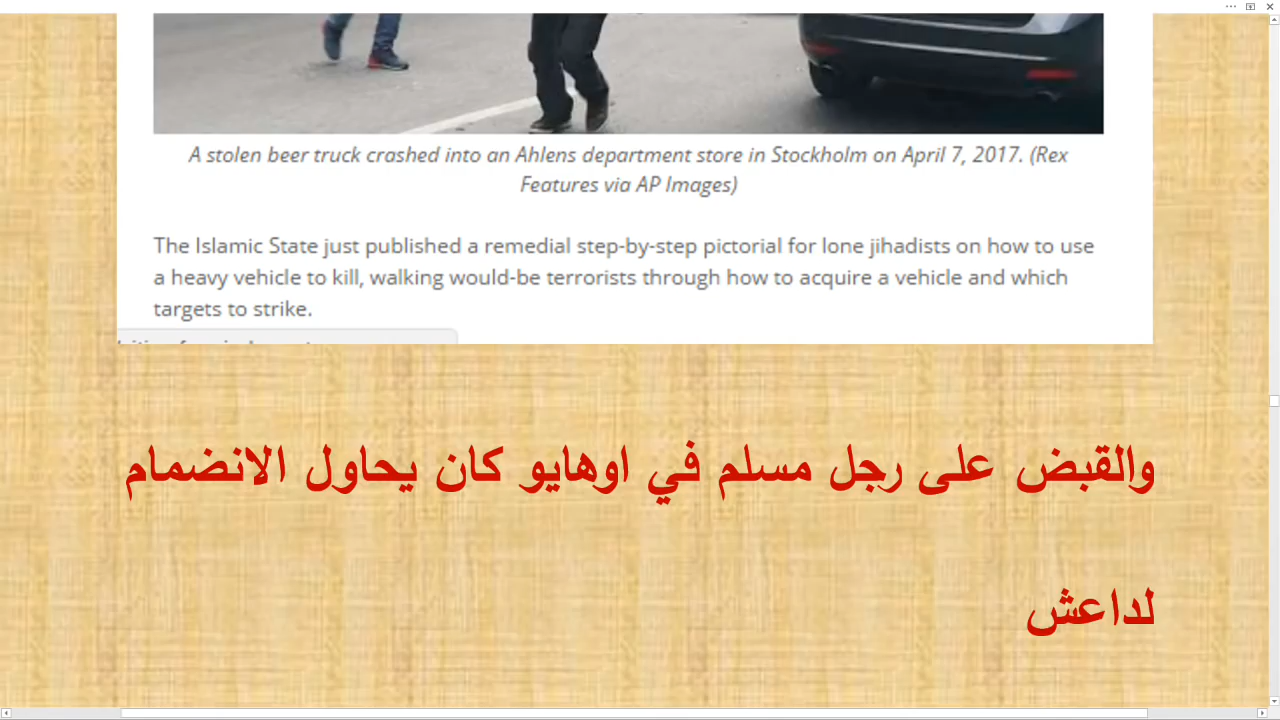 A stolen beer truck crashed into an Ahlens department store in Stockholm on April 7, 2017. (Rex
Features via AP Images)
The Islamic State just published a remedial step-by-step pictorial for lone jihadists on how to use
a heavy vehicle to kill, walking would-be terrorists through how to acquire a vehicle and which
targets to strike.
والقبض على رجل مسلم في اوهايو كان يحاول الانضمام
لداعش